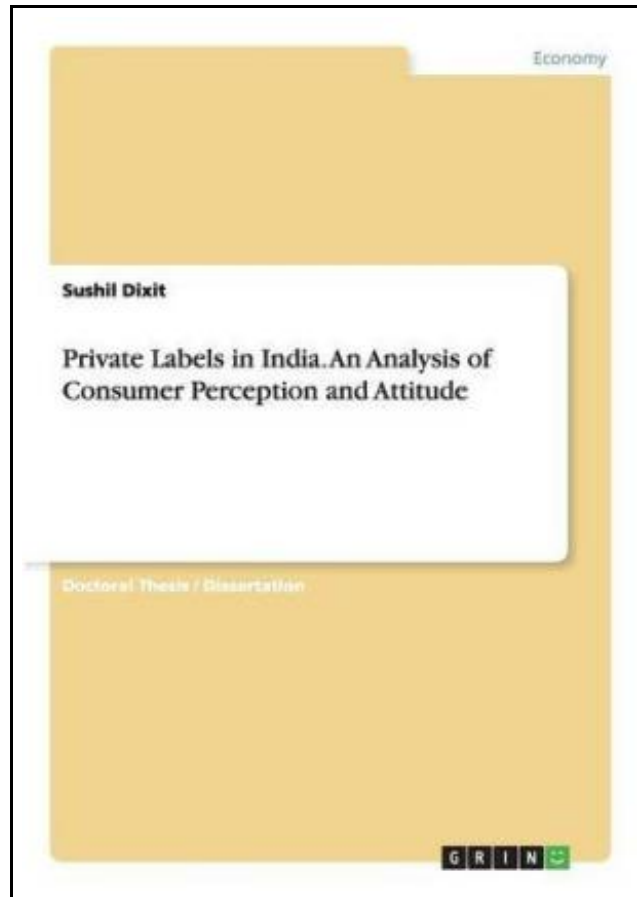 Economy
Sushil Dixit
Private Labels in India. An Analysis of
Consumer Perception and Attitude
Doctoral Thesis / Dissertation
GRIN